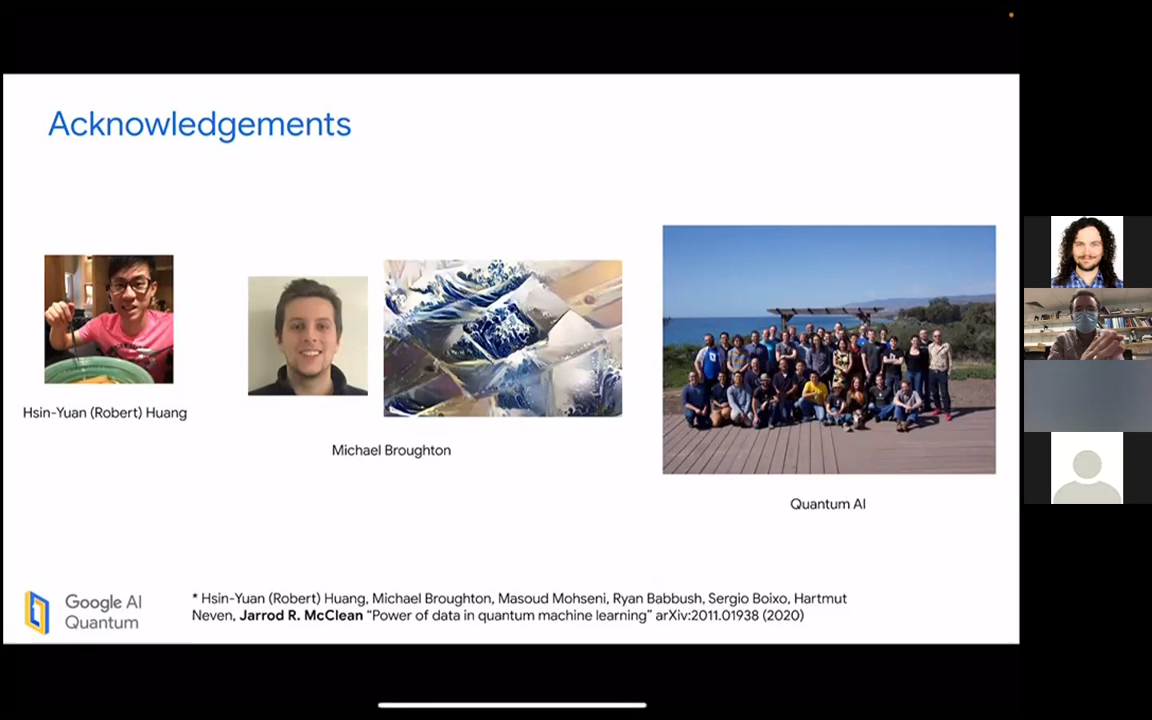 Acknowledgements
Hsin-Yuan (Robert) Huang
Michael Broughton
Quantum AI
Google AI
Quantum
* Hsin-Yuan (Robert) Huang, Michael Broughton, Masoud Mohseni, Ryan Babbush, Sergio Boixo, Hartmut
Neven, Jarrod R. McClean “Power of data in quantum machine learning” arXiv:2011.01938 (2020)